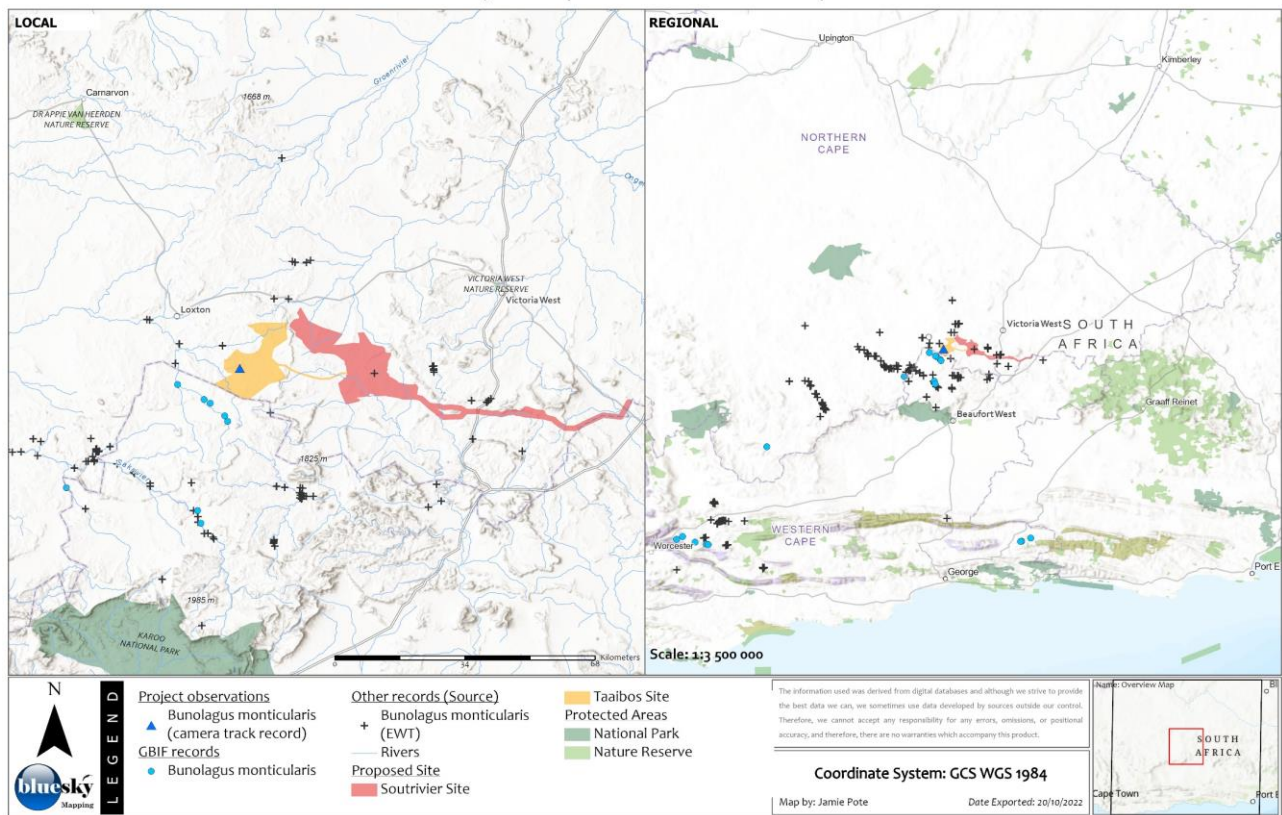 LOCAL
Carnarvon
DR APPIE VAN HEERDEN
NATURE RESERVE
1668 m
Groenrivier
VICTORIA WEST
NATURE RESERVE
Victoria West
Loxton
1825 m
1985 m
KAROO
NATIONAL PARK
Kilometers
0
34
68
REGIONAL
Upington
Kimberley
NORTHERN
CAPE
Victoria West
SOUTH
AFRICA
Graaff Reinet
Beaufort West
WESTERN
CAPE
Worcester
George
Port E
Scale: 1:3 500 000
N
bluesky
Mapping
LEGEND
Project observations
Bunolagus monticularis
(camera track record)
GBIF records
Bunolagus monticularis
Other records (Source)
Bunolagus monticularis
(EWT)
Rivers
Proposed Site
Soutrivier Site
Taaibos Site
Protected Areas
National Park
Nature Reserve
The information used was derived from digital databases and although we strive to provide
the best data we can, we sometimes use data developed by sources outside our control.
Therefore, we cannot accept any responsibility for any errors, omissions, or positional
accuracy, and therefore, there are no warranties which accompany this product.
Coordinate System: GCS WGS 1984
Map by: Jamie Pote
Date Exported: 20/10/2022
Name: Overview Map
SOUTH
AFRICA
Cape Town
Port E